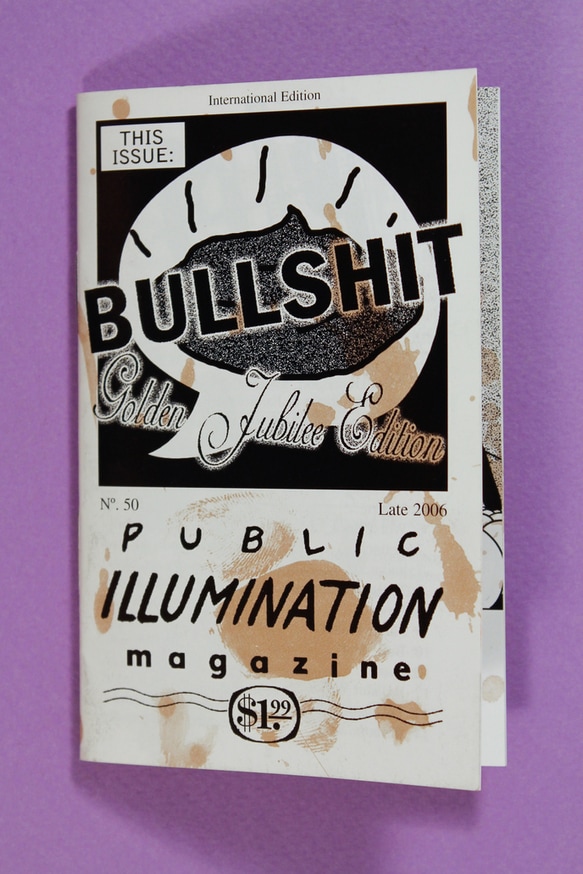 International Edition
THIS
ISSUE:
BULLSHIT
Golden Jubilee Edition
Nº. 50
Late 2006
PUBLIC
ILLUMINATION
magazine
$1.99